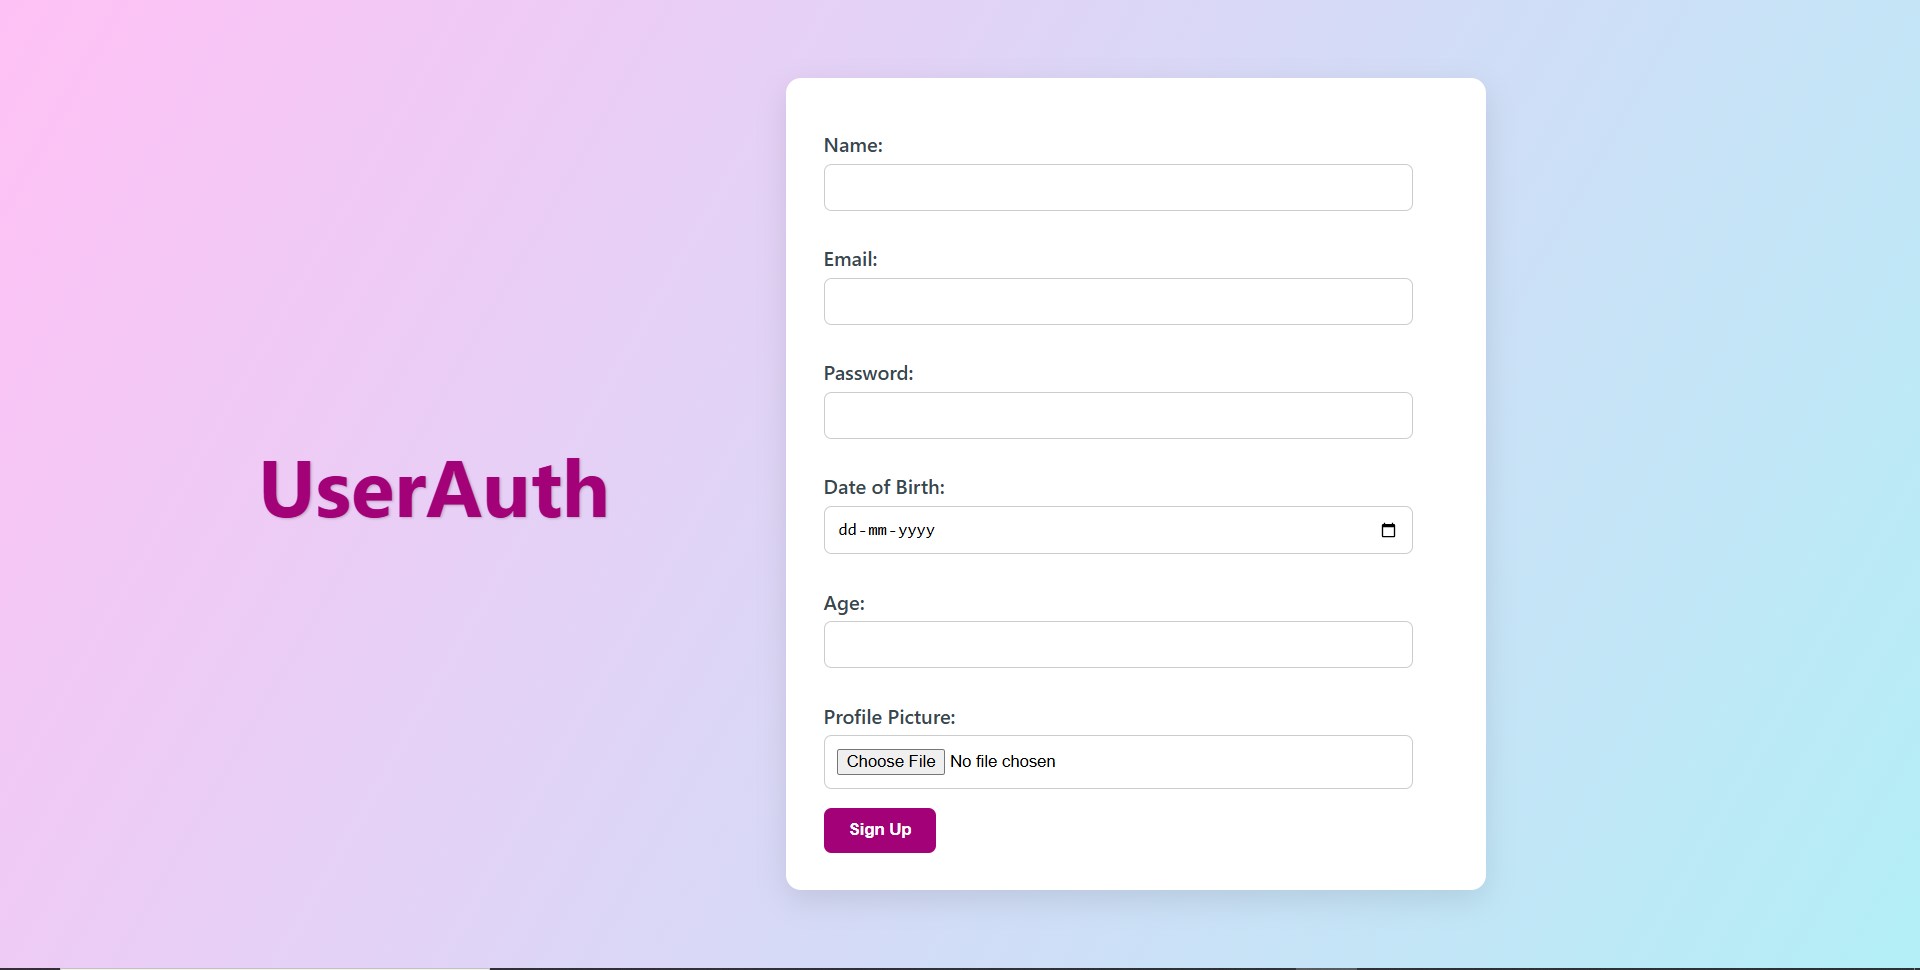 UserAuth
Name:
Email:
Password:
Date of Birth:
dd-mm-yyyy
Age:
Profile Picture:
Choose File No file chosen
Sign Up